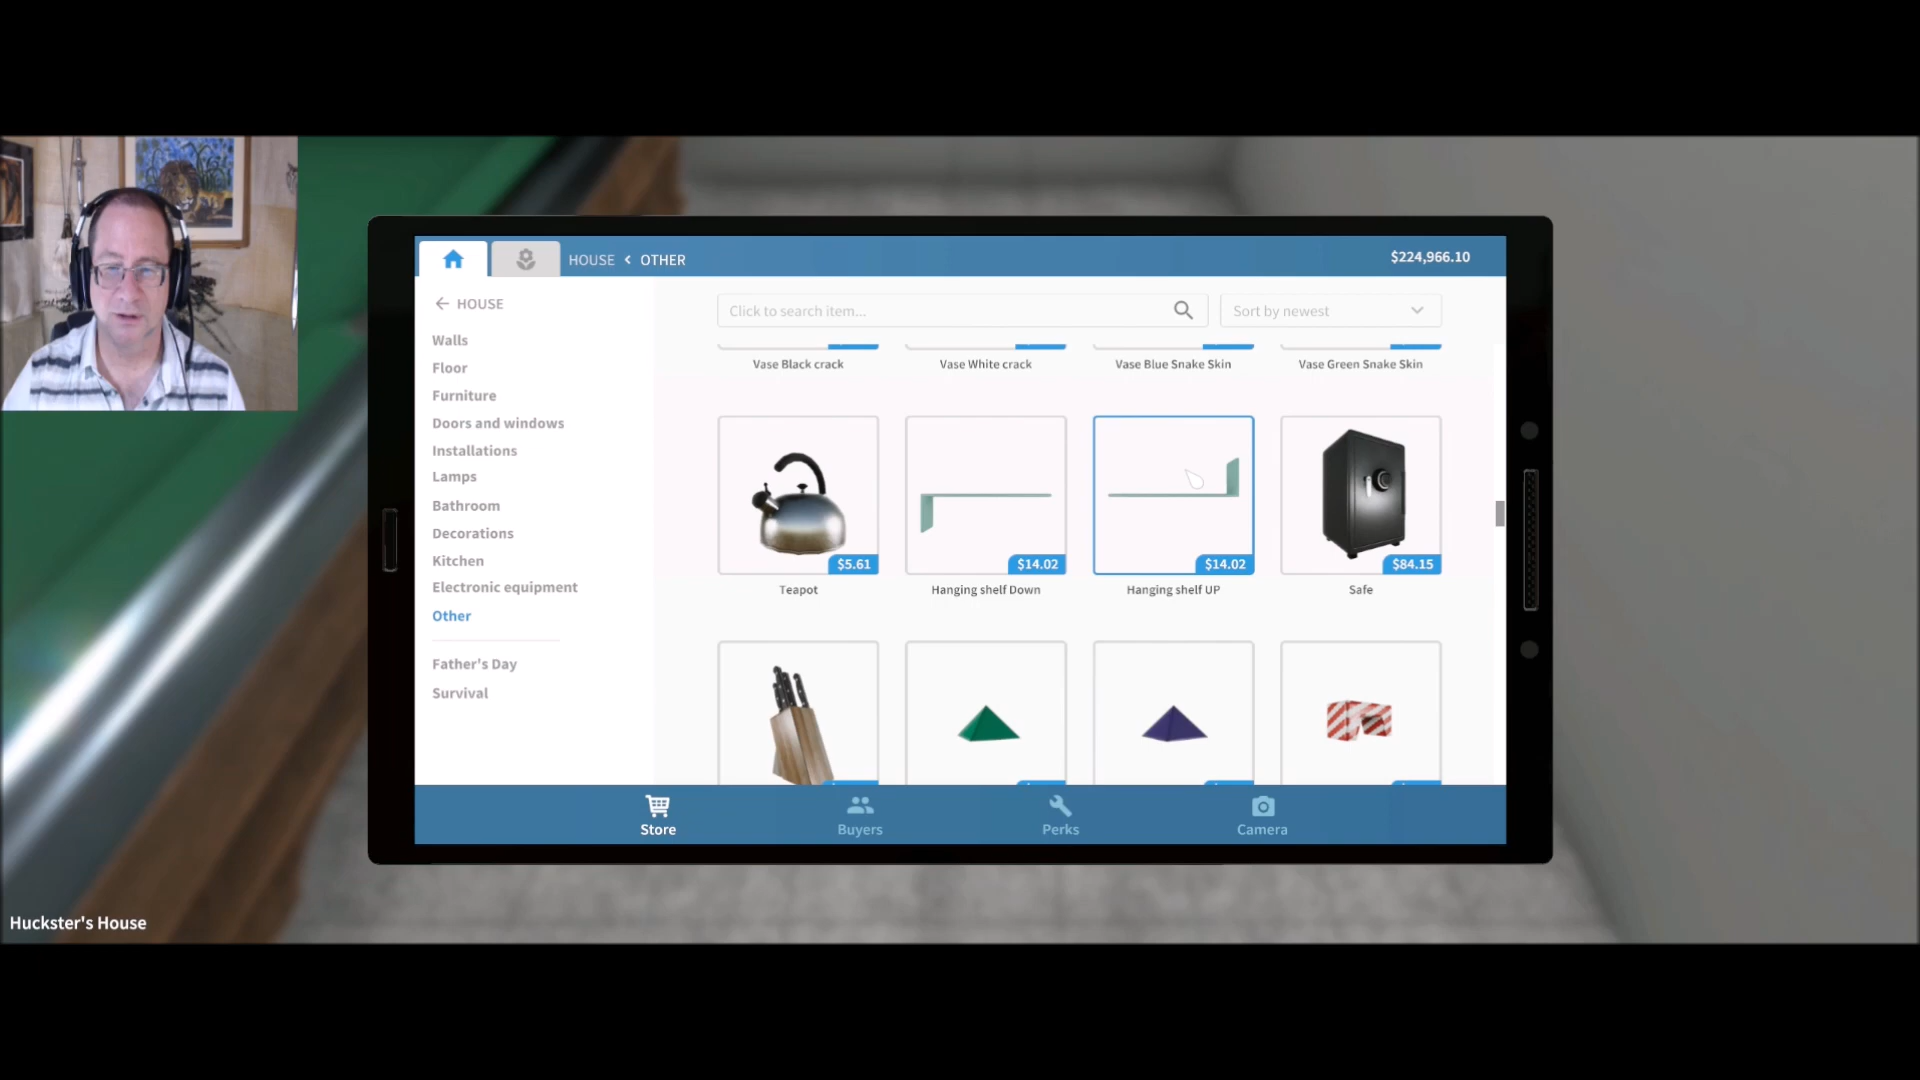 HOUSE < OTHER
$224,966.10
HOUSE
Click to search item...
Sort by newest
Walls
Floor
Furniture
Doors and windows
Installations
Lamps
Bathroom
Decorations
Kitchen
Electronic equipment
Other
Father's Day
Survival
Vase Black crack
Vase White crack
Vase Blue Snake Skin
Vase Green Snake Skin
$5.61
$14.02
$14.02
$84.15
Teapot
Hanging shelf Down
Hanging shelf UP
Safe
Store
Buyers
Perks
Camera
Huckster's House